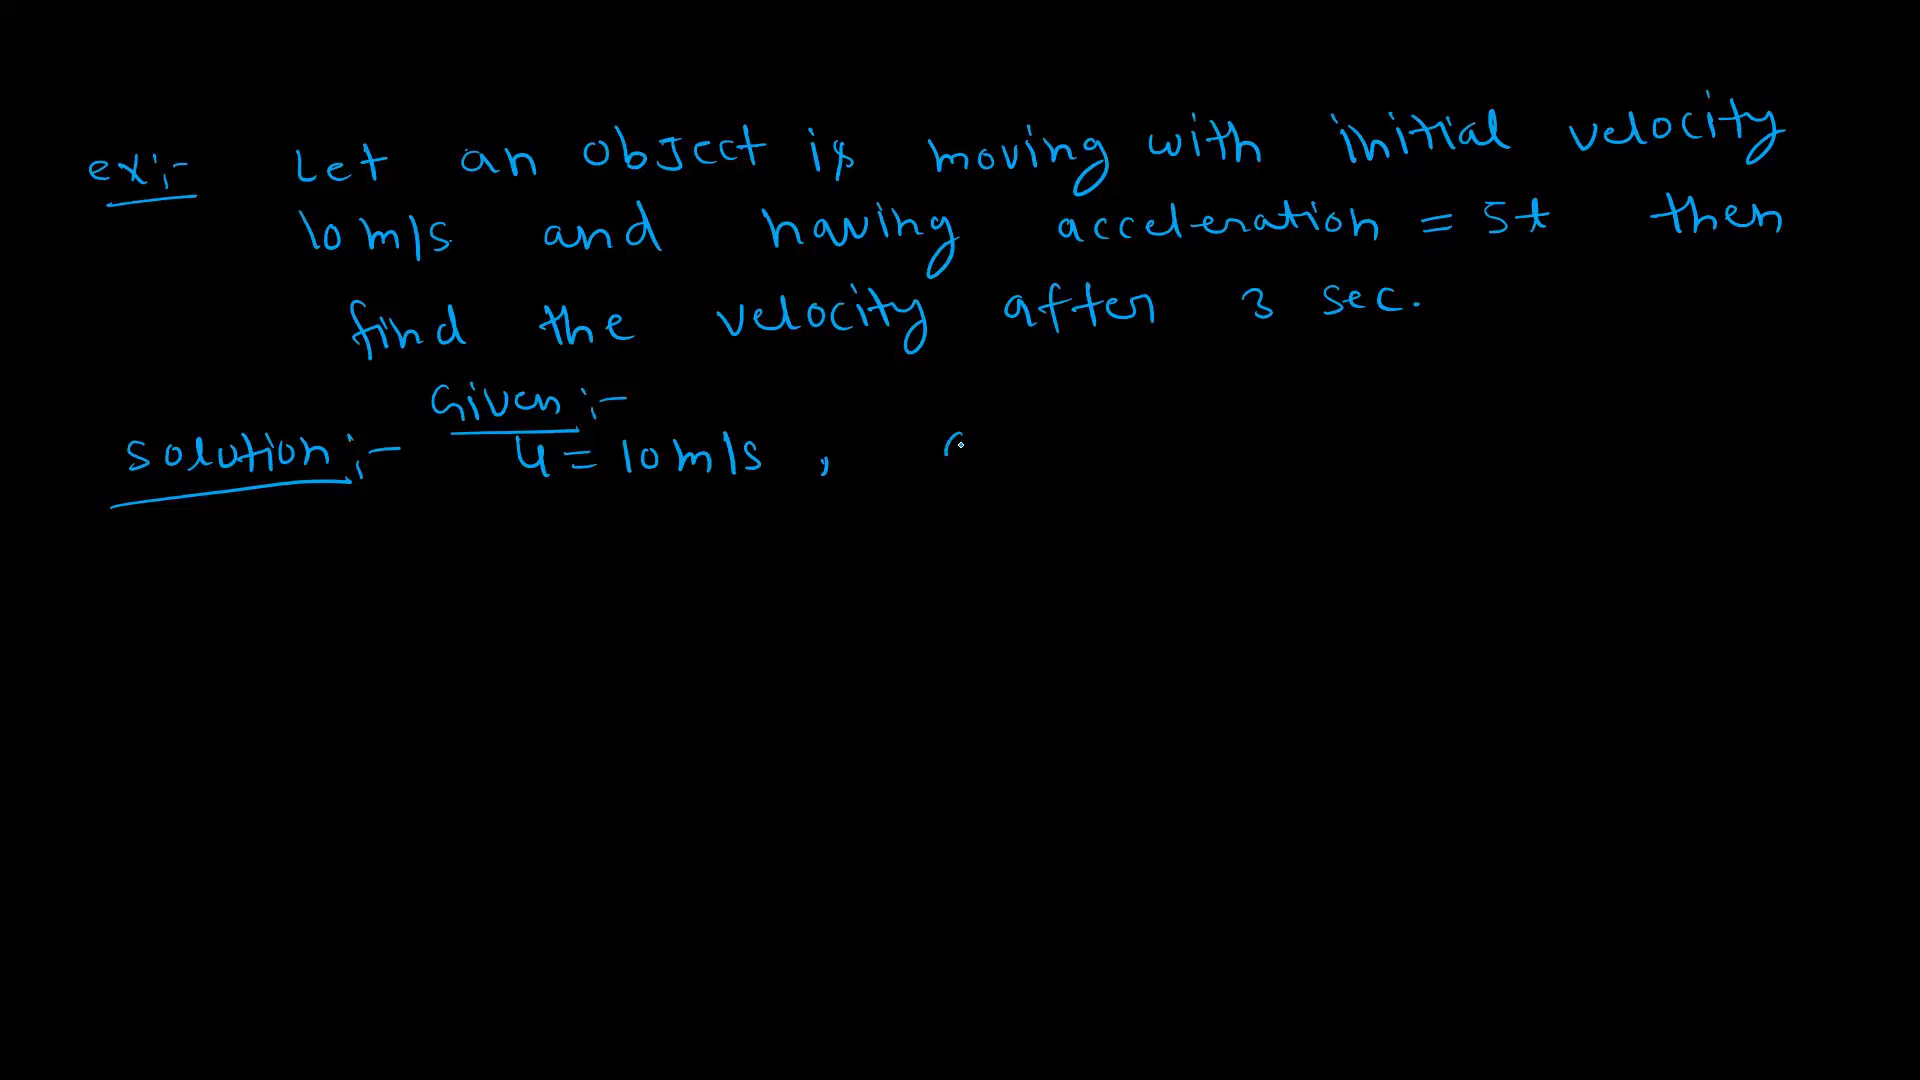 ex:- Let an object is moving with initial velocity
10 m/s and having acceleration = 5t then
find the velocity after 3 sec.
Given:-
solution:- u = 10 m/s ,